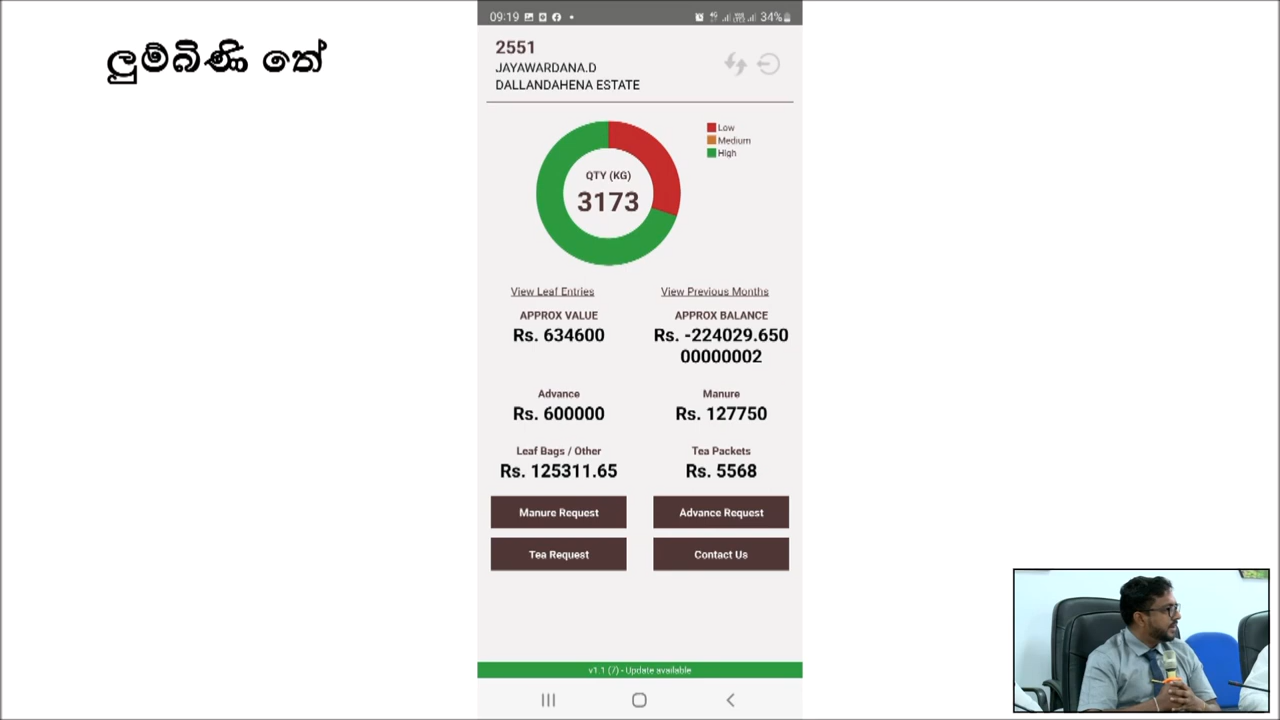 ලුම්බිණි තේ
09:19
34%
2551
JAYAWARDANA.D
DALLANDAHENA ESTATE
Low
Medium
High
QTY (KG)
3173
View Leaf Entries
View Previous Months
APPROX VALUE
Rs. 634600
APPROX BALANCE
Rs. -224029.650
00000002
Advance
Rs. 600000
Manure
Rs. 127750
Leaf Bags / Other
Rs. 125311.65
Tea Packets
Rs. 5568
Manure Request
Advance Request
Tea Request
Contact Us
v1.1 (7) - Update available